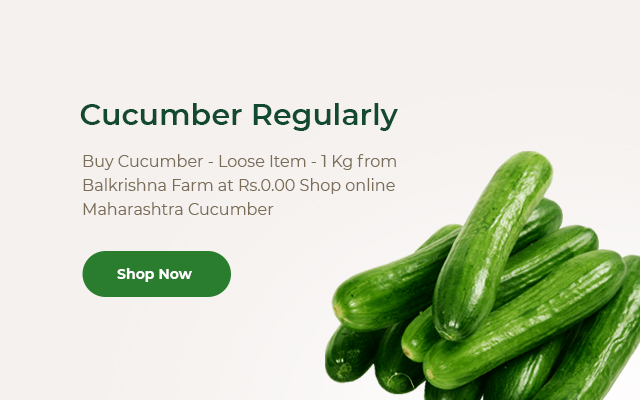 Cucumber Regularly
Buy Cucumber - Loose Item - 1 Kg from
Balkrishna Farm at Rs.0.00 Shop online
Maharashtra Cucumber
Shop Now